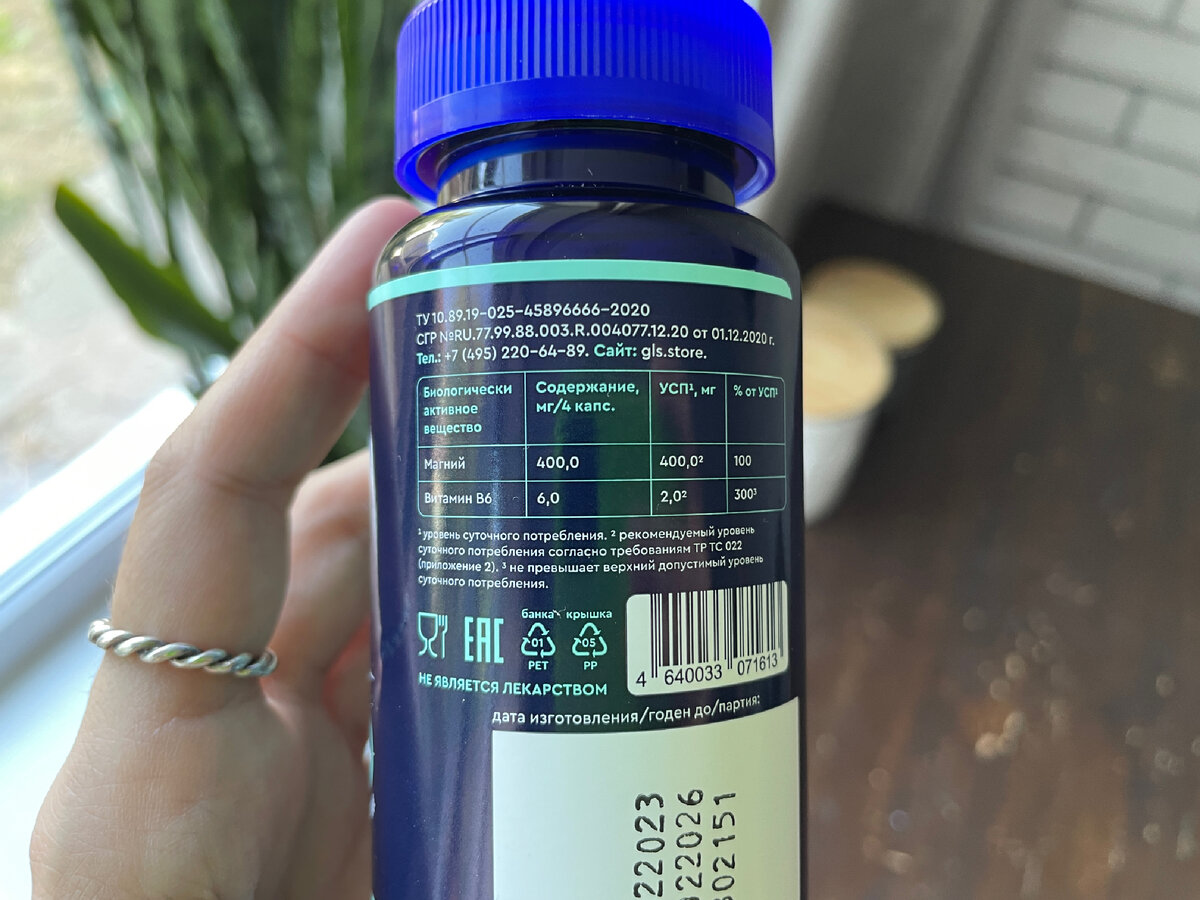 ТУ 10.89.19-025-45896666-2020
СГР №RU.77.99.88.003.R.004077.12.20 от 01.12.2020 г.
Тел.: +7 (495) 220-64-89. Сайт: gls.store.
Биологически активное вещество Содержание, мг/4 капс. УСП¹, мг % от УСП¹
Магний 400,0 400,0² 100
Витамин B6 6,0 2,0² 300³
¹ уровень суточного потребления. ² рекомендуемый уровень
суточного потребления согласно требованиям ТР ТС 022
(приложение 2). ³ не превышает верхний допустимый уровень
суточного потребления.
банка крышка
EAC 01 05
PET PP
НЕ ЯВЛЯЕТСЯ ЛЕКАРСТВОМ
4 640033 071613
дата изготовления/годен до/партия:
22023
22026
02151